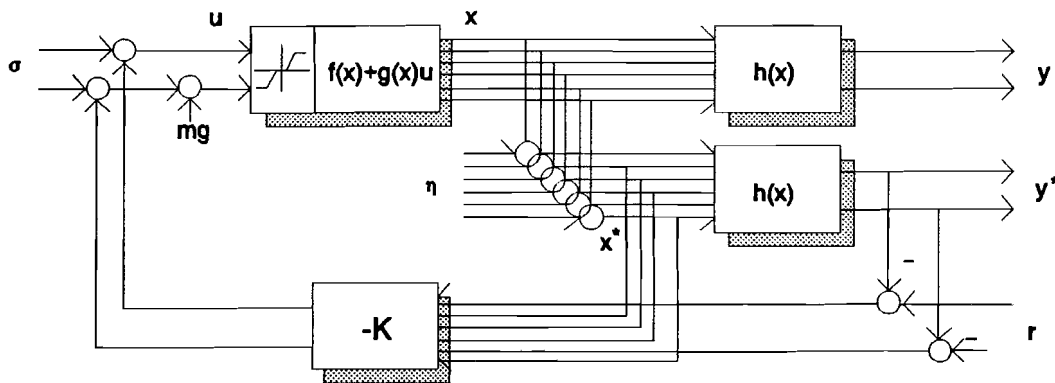 u
x
σ
f(x)+g(x)u
h(x)
y
mg
η
h(x)
y*
x*
-K
r